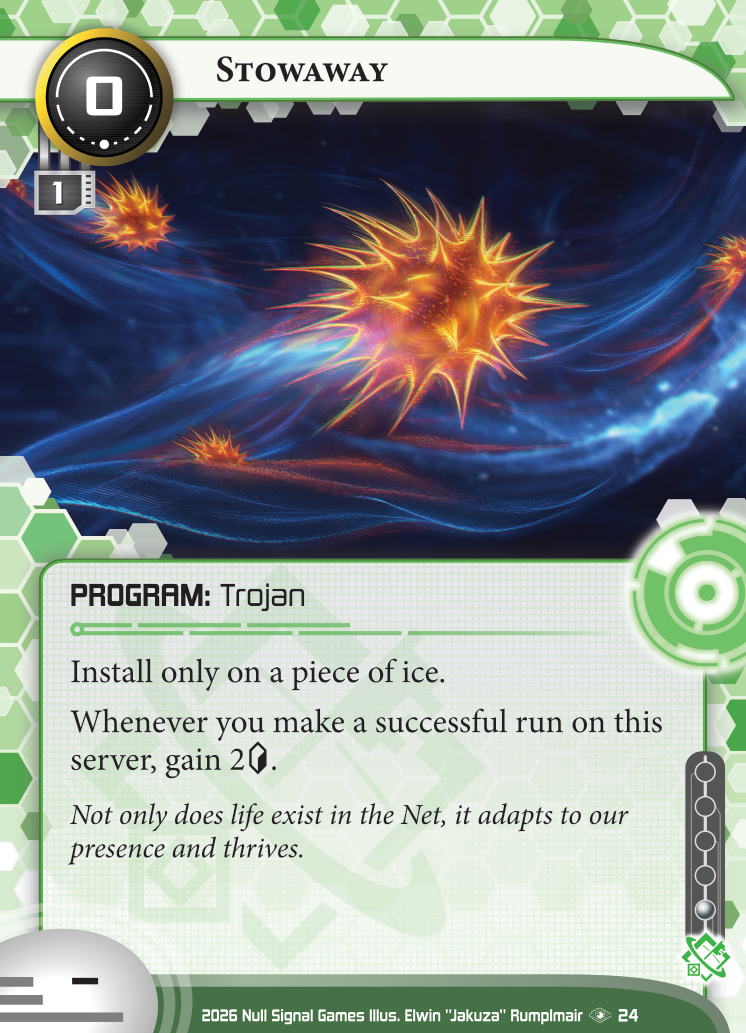 0
Stowaway
1
PROGRAM: Trojan
Install only on a piece of ice.
Whenever you make a successful run on this
server, gain 2.
Not only does life exist in the Net, it adapts to our
presence and thrives.
2026 Null Signal Games Illus. Elwin "Jakuza" Rumplmair 24